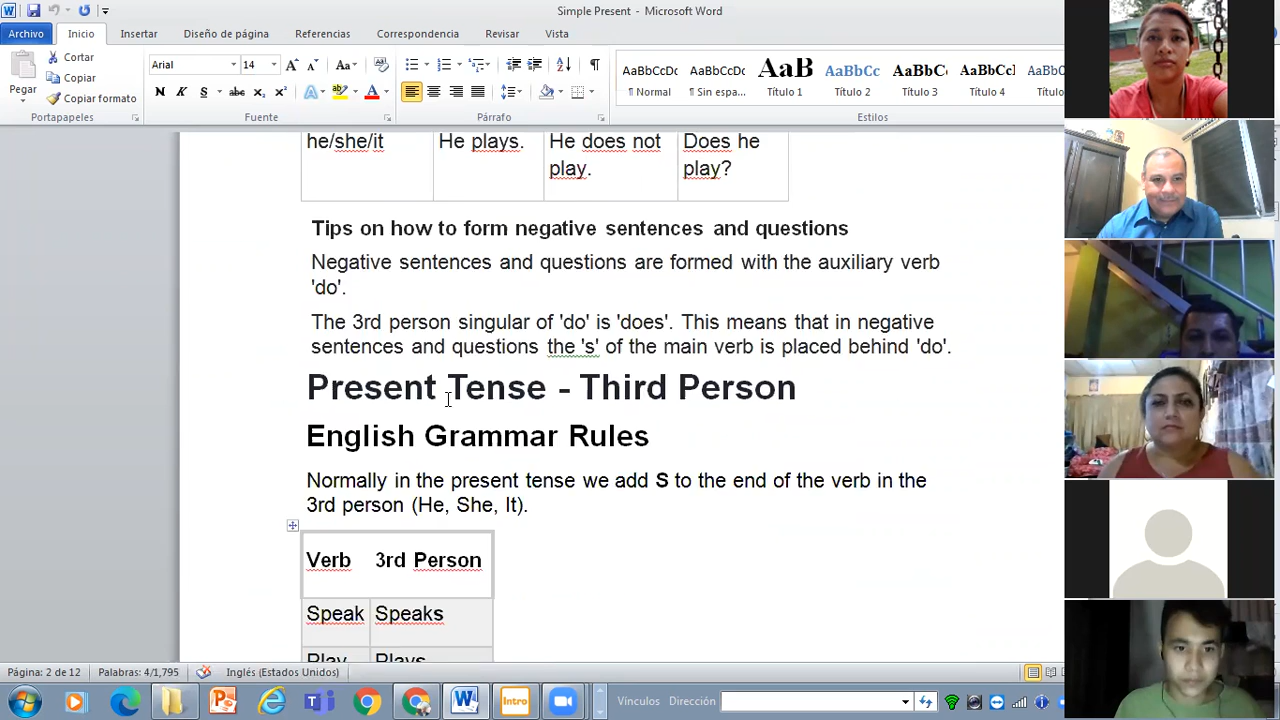 Simple Present - Microsoft Word
Archivo Inicio Insertar Diseño de página Referencias Correspondencia Revisar Vista
Pegar
Cortar
Copiar
Copiar formato
Portapapeles
Arial 14
Fuente
Párrafo
AaBbCcDc AaBbCcDc AaB AaBbCc AaBbC AaBbCcI AaBbC
¶ Normal ¶ Sin espa... Título 1 Título 2 Título 3 Título 4 Título
Estilos
he/she/it He plays. He does not play. Does he play?
Tips on how to form negative sentences and questions
Negative sentences and questions are formed with the auxiliary verb
'do'.
The 3rd person singular of 'do' is 'does'. This means that in negative
sentences and questions the 's' of the main verb is placed behind 'do'.
Present Tense - Third Person
English Grammar Rules
Normally in the present tense we add S to the end of the verb in the
3rd person (He, She, It).
Verb 3rd Person
Speak Speaks
Play Plays
Página: 2 de 12 Palabras: 4/1,795 Inglés (Estados Unidos)
Intro
Vínculos Dirección